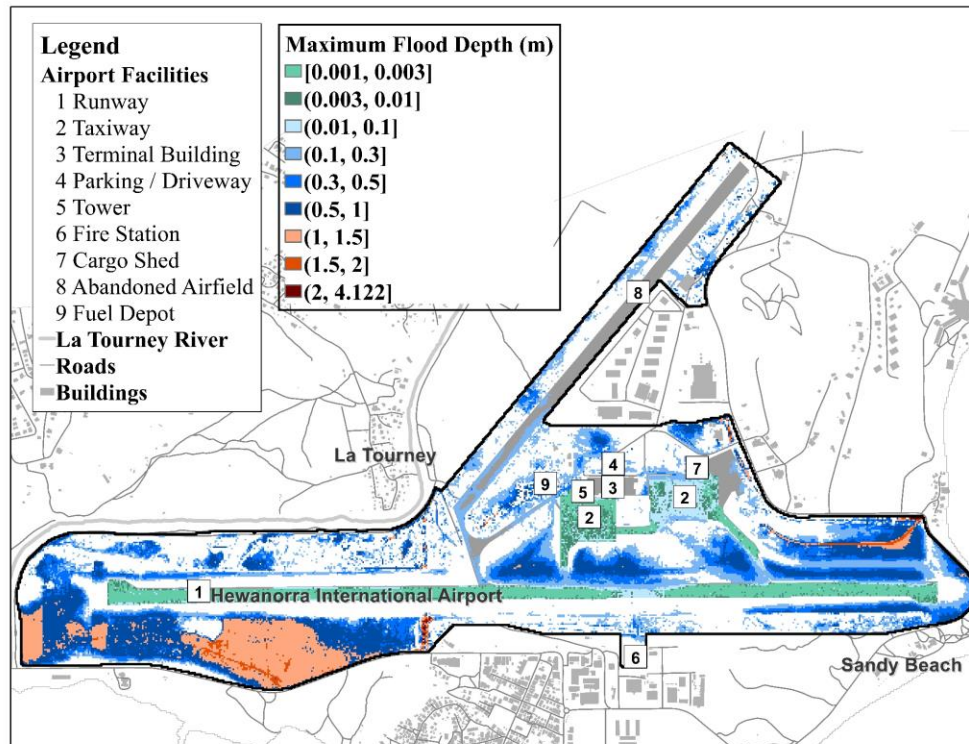 Legend
Airport Facilities
1 Runway
2 Taxiway
3 Terminal Building
4 Parking / Driveway
5 Tower
6 Fire Station
7 Cargo Shed
8 Abandoned Airfield
9 Fuel Depot
La Tourney River
Roads
Buildings
Maximum Flood Depth (m)
[0.001, 0.003]
(0.003, 0.01]
(0.01, 0.1]
(0.1, 0.3]
(0.3, 0.5]
(0.5, 1]
(1, 1.5]
(1.5, 2]
(2, 4.122]
8
La Tourney
4
7
9
5
3
2
2
1
Hewanorra International Airport
6
Sandy Beach